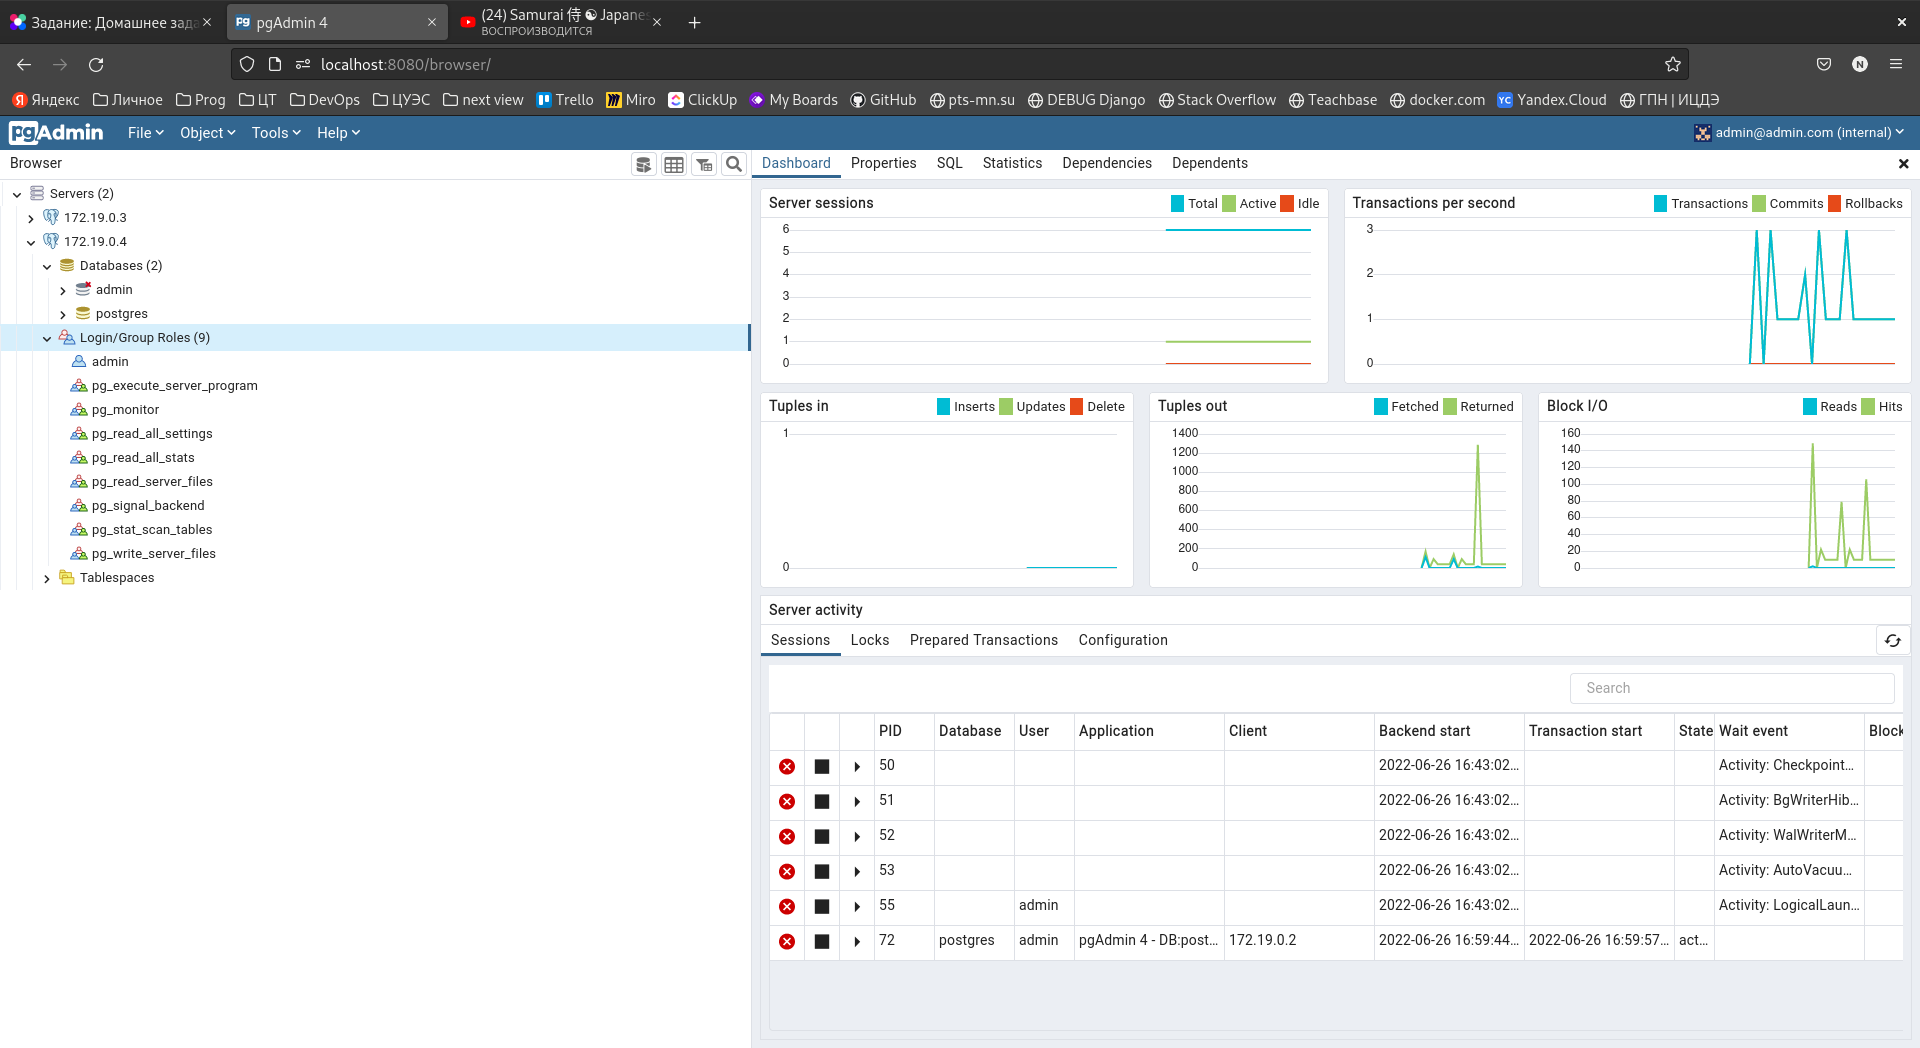 Задание: Домашнее зада
pgAdmin 4
(24) Samurai 侍 ☯ Japanes
ВОСПРОИЗВОДИТСЯ
localhost:8080/browser/
Яндекс Личное Prog ЦТ DevOps ЦУЭС next view Trello Miro ClickUp My Boards GitHub pts-mn.su DEBUG Django Stack Overflow Teachbase docker.com Yandex.Cloud ГПН | ИЦДЭ
pgAdmin File Object Tools Help admin@admin.com (internal)
Browser
Dashboard Properties SQL Statistics Dependencies Dependents
Servers (2)
172.19.0.3
172.19.0.4
Databases (2)
admin
postgres
Login/Group Roles (9)
admin
pg_execute_server_program
pg_monitor
pg_read_all_settings
pg_read_all_stats
pg_read_server_files
pg_signal_backend
pg_stat_scan_tables
pg_write_server_files
Tablespaces
Server sessions Total Active Idle
6
5
4
3
2
1
0
Transactions per second Transactions Commits Rollbacks
3
2
1
0
Tuples in Inserts Updates Delete
1
0
Tuples out Fetched Returned
1400
1200
1000
800
600
400
200
0
Block I/O Reads Hits
160
140
120
100
80
60
40
20
0
Server activity
Sessions Locks Prepared Transactions Configuration
Search
PID Database User Application Client Backend start Transaction start State Wait event Block
50 2022-06-26 16:43:02... Activity: Checkpoint...
51 2022-06-26 16:43:02... Activity: BgWriterHib...
52 2022-06-26 16:43:02... Activity: WalWriterM...
53 2022-06-26 16:43:02... Activity: AutoVacuu...
55 admin 2022-06-26 16:43:02... Activity: LogicalLaun...
72 postgres admin pgAdmin 4 - DB:post... 172.19.0.2 2022-06-26 16:59:44... 2022-06-26 16:59:57... act...